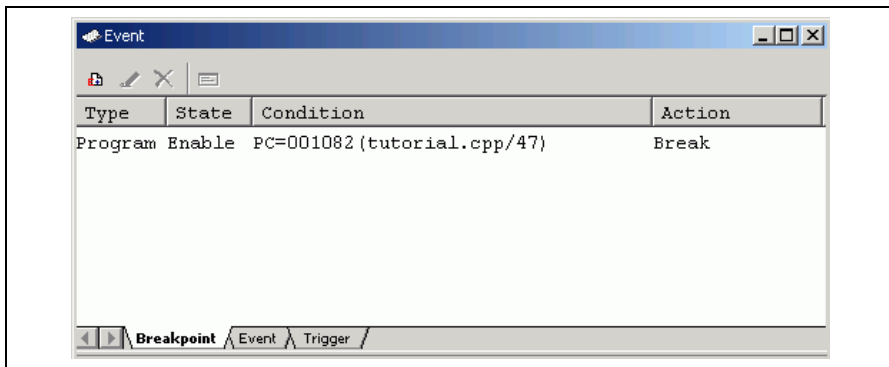 Event
Type State Condition Action
Program Enable PC=001082(tutorial.cpp/47) Break
Breakpoint Event Trigger